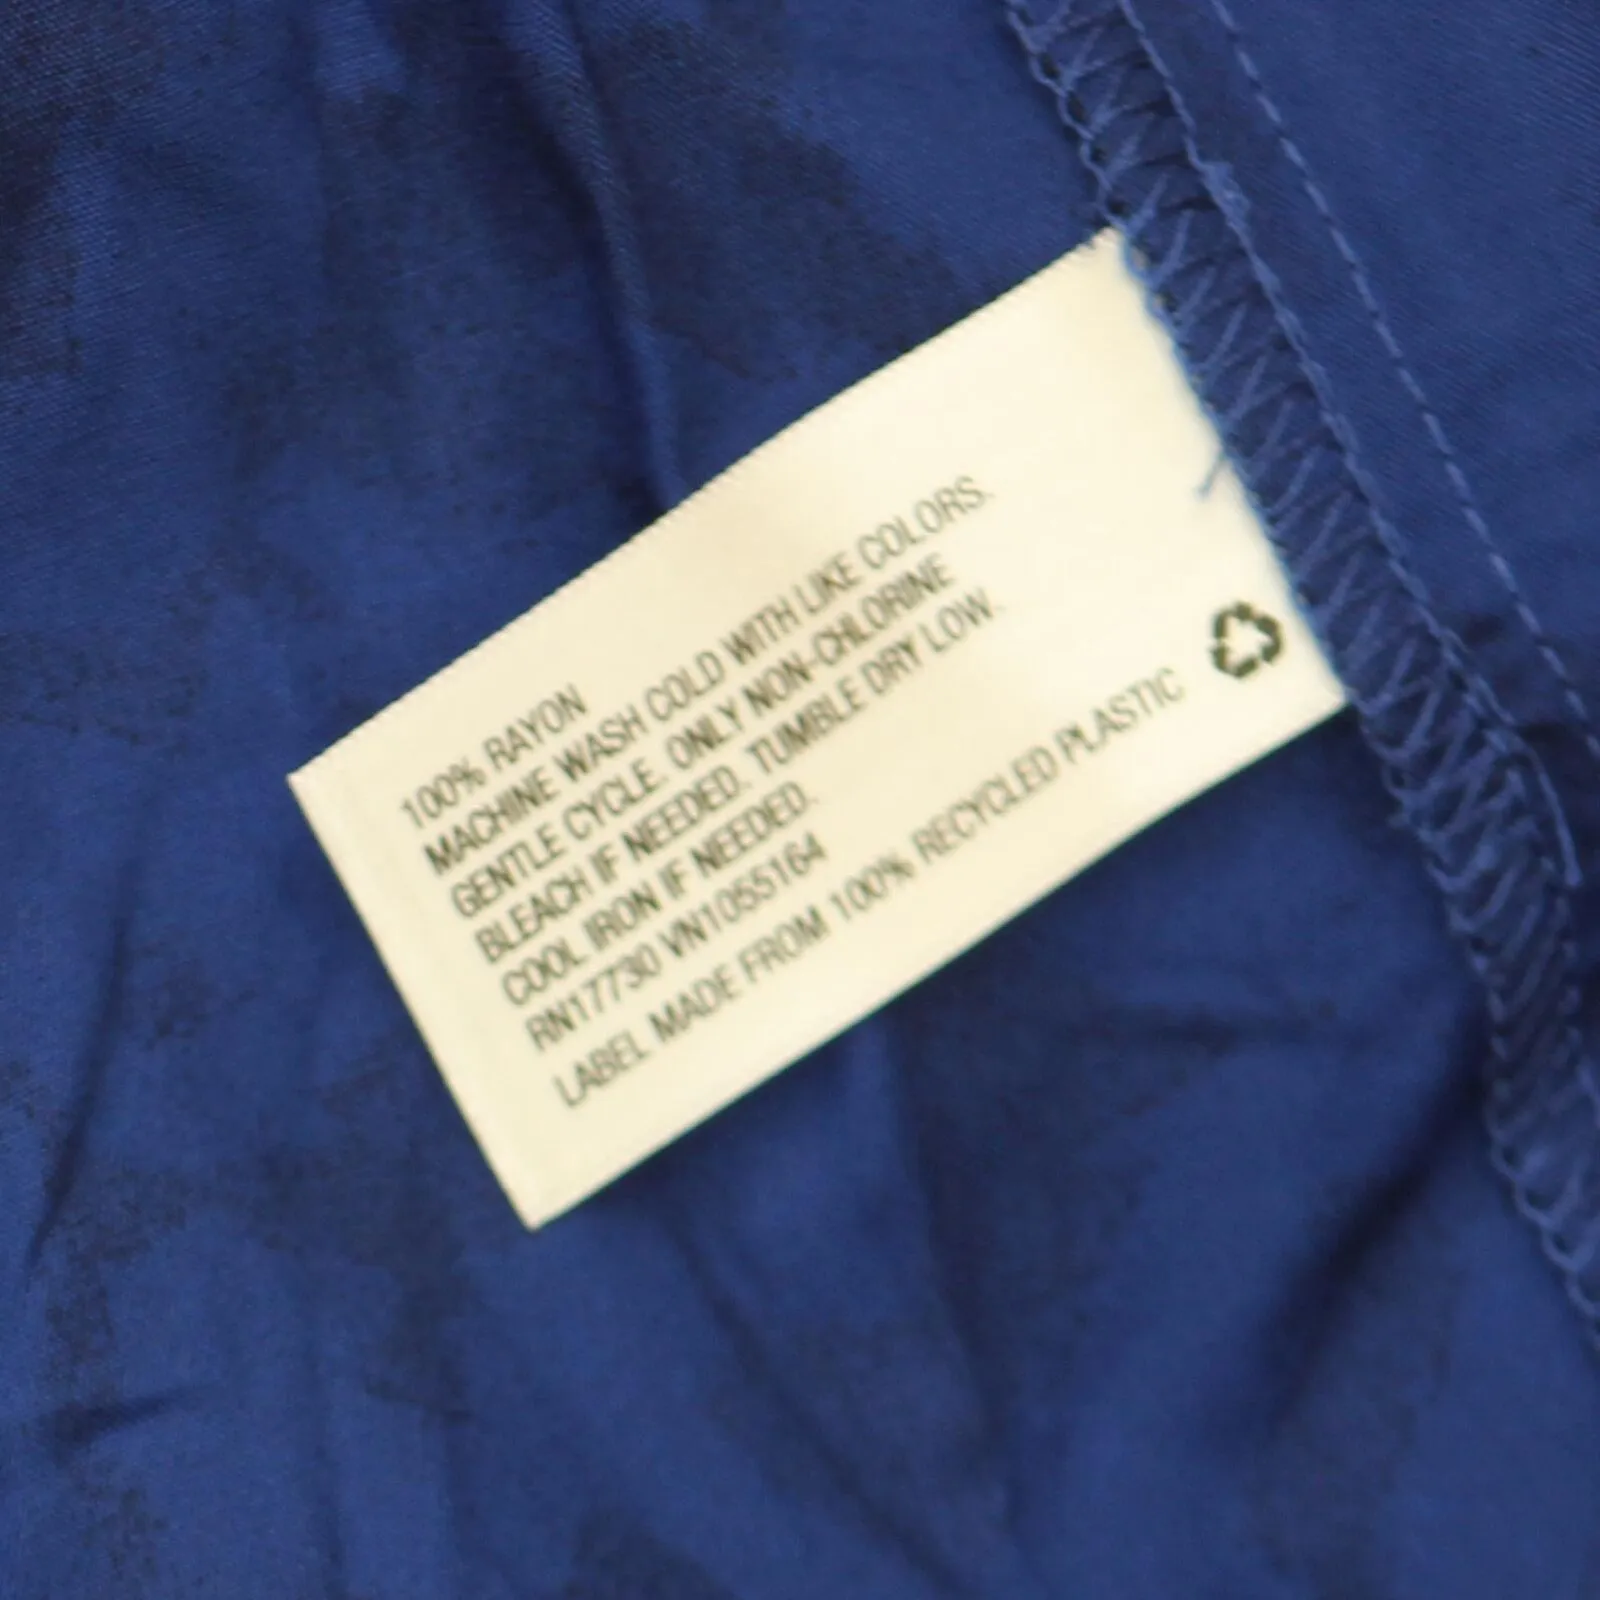 100% RAYON
MACHINE WASH COLD WITH LIKE COLORS.
GENTLE CYCLE. ONLY NON-CHLORINE
BLEACH IF NEEDED. TUMBLE DRY LOW.
COOL IRON IF NEEDED.
RN17730 VN1055164
LABEL MADE FROM 100% RECYCLED PLASTIC